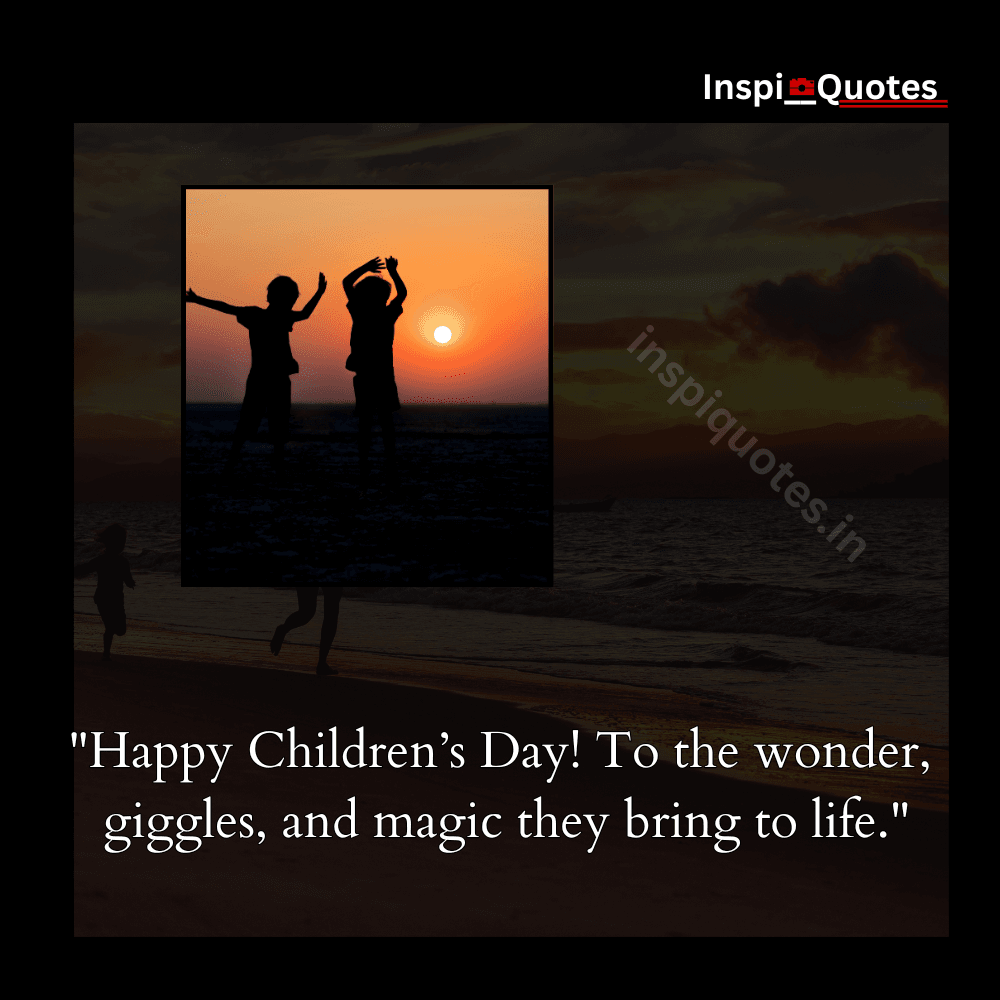 Inspi Quotes
inspiquotes.in
"Happy Children’s Day! To the wonder,
giggles, and magic they bring to life."